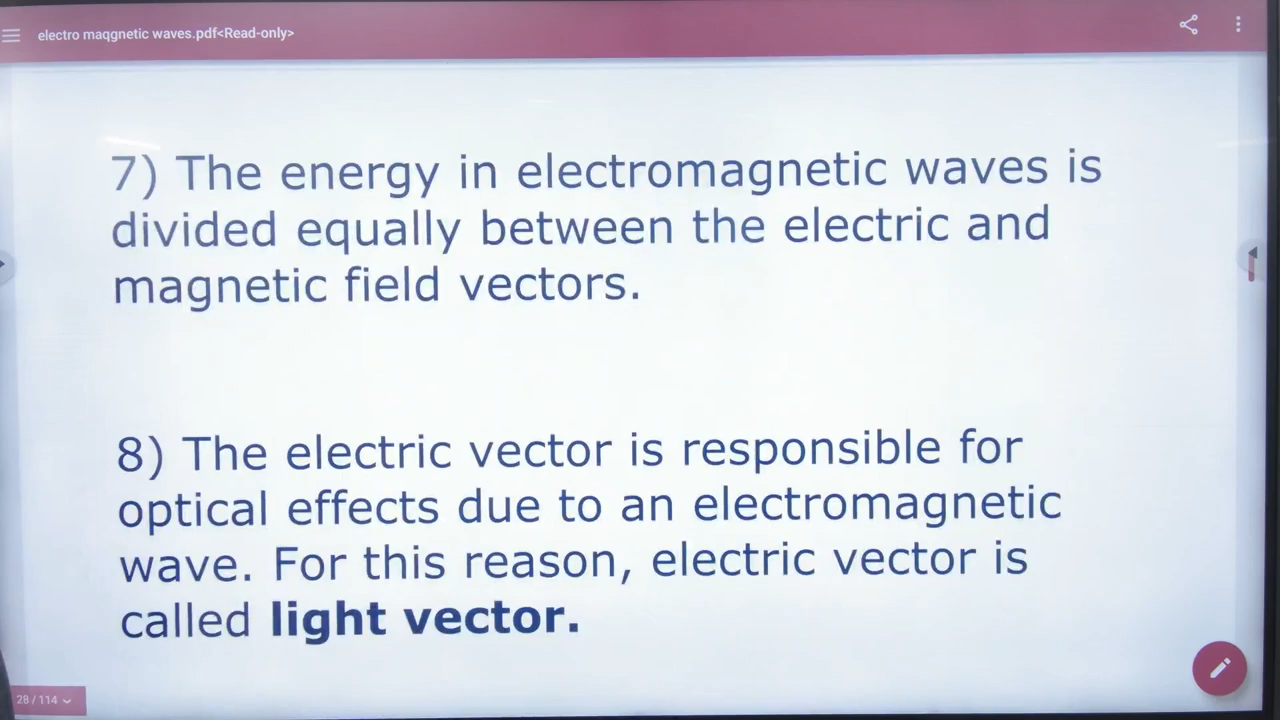 electro maqgnetic waves.pdf<Read-only>
7) The energy in electromagnetic waves is
divided equally between the electric and
magnetic field vectors.
8) The electric vector is responsible for
optical effects due to an electromagnetic
wave. For this reason, electric vector is
called light vector.
28 / 114